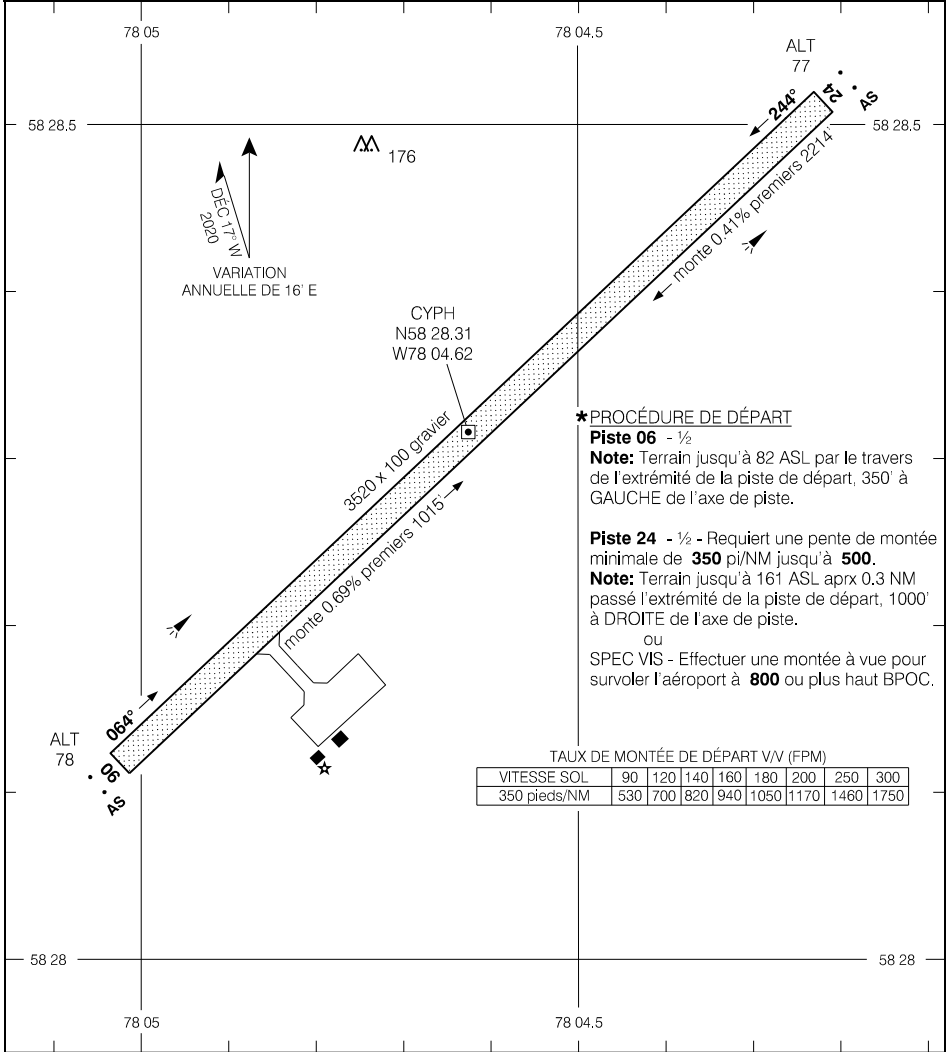 78 05
78 04.5
ALT
77
24
AS
244°
58 28.5
58 28.5
176
DÉC 17° W
2020
VARIATION
ANNUELLE DE 16' E
monte 0.41% premiers 2214'
CYPH
N58 28.31
W78 04.62
3520 x 100 gravier
monte 0.69% premiers 1015'
*PROCÉDURE DE DÉPART
Piste 06 - ½
Note: Terrain jusqu'à 82 ASL par le travers
de l'extrémité de la piste de départ, 350' à
GAUCHE de l'axe de piste.
Piste 24 - ½ - Requiert une pente de montée
minimale de 350 pi/NM jusqu'à 500.
Note: Terrain jusqu'à 161 ASL aprx 0.3 NM
passé l'extrémité de la piste de départ, 1000'
à DROITE de l'axe de piste.
ou
SPEC VIS - Effectuer une montée à vue pour
survoler l'aéroport à 800 ou plus haut BPOC.
064°
ALT
78
06
AS
TAUX DE MONTÉE DE DÉPART V/V (FPM)
VITESSE SOL 90 120 140 160 180 200 250 300
350 pieds/NM 530 700 820 940 1050 1170 1460 1750
58 28
58 28
78 05
78 04.5